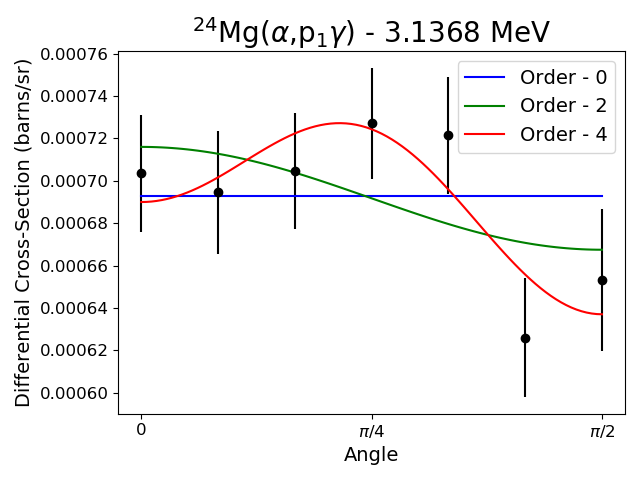 ²⁴Mg(α,p₁γ) - 3.1368 MeV
Differential Cross-Section (barns/sr)
0.00076
0.00074
0.00072
0.00070
0.00068
0.00066
0.00064
0.00062
0.00060
Order - 0
Order - 2
Order - 4
0
π/4
π/2
Angle